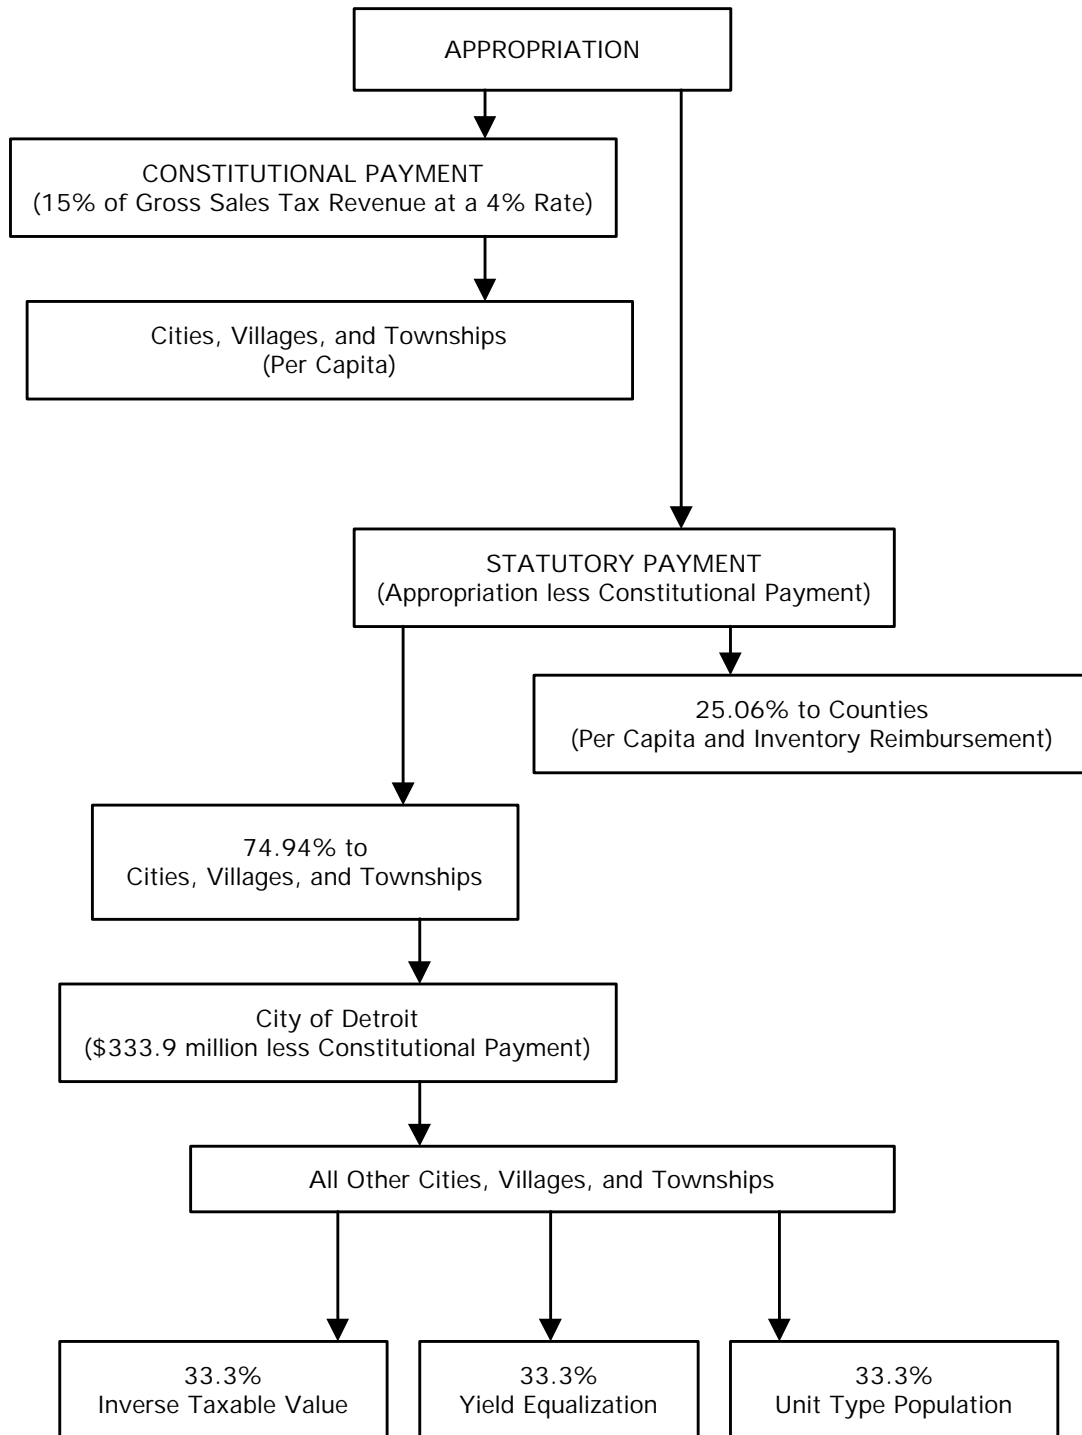 APPROPRIATION
CONSTITUTIONAL PAYMENT
(15% of Gross Sales Tax Revenue at a 4% Rate)
Cities, Villages, and Townships
(Per Capita)
STATUTORY PAYMENT
(Appropriation less Constitutional Payment)
25.06% to Counties
(Per Capita and Inventory Reimbursement)
74.94% to
Cities, Villages, and Townships
City of Detroit
($333.9 million less Constitutional Payment)
All Other Cities, Villages, and Townships
33.3%
Inverse Taxable Value
33.3%
Yield Equalization
33.3%
Unit Type Population